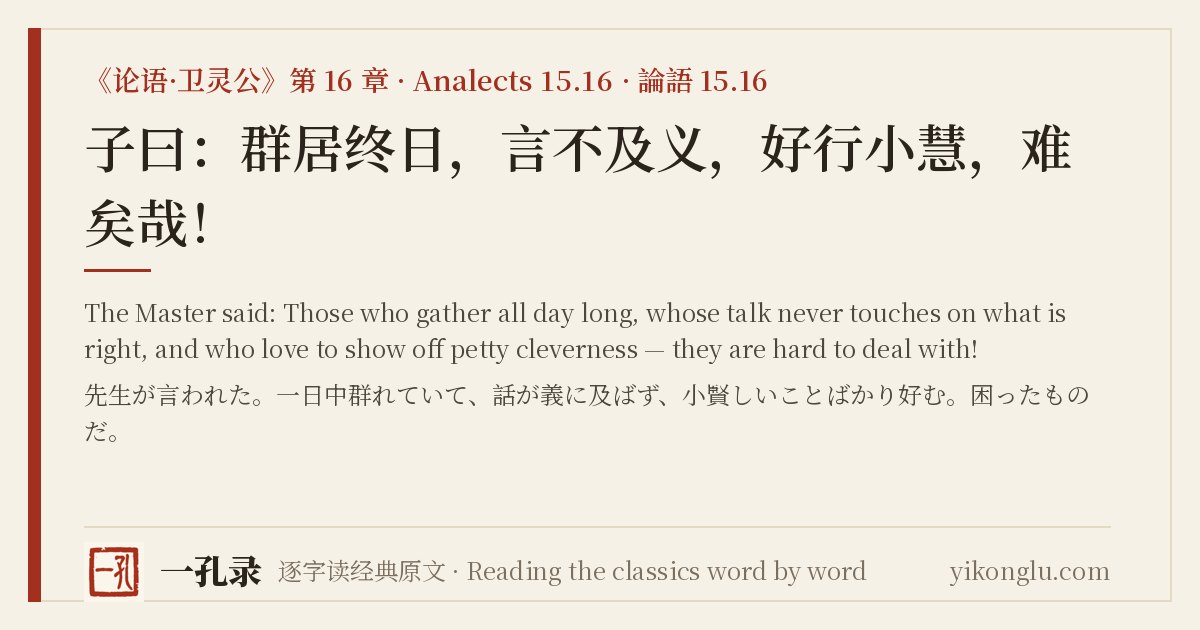 《论语·卫灵公》第 16 章 · Analects 15.16 · 論語 15.16
子曰：群居终日，言不及义，好行小慧，难
矣哉！
The Master said: Those who gather all day long, whose talk never touches on what is
right, and who love to show off petty cleverness — they are hard to deal with!
先生が言われた。一日中群れていて、話が義に及ばず、小賢しいことばかり好む。困ったもの
だ。
一孔 一孔录 逐字读经典原文 · Reading the classics word by word yikonglu.com